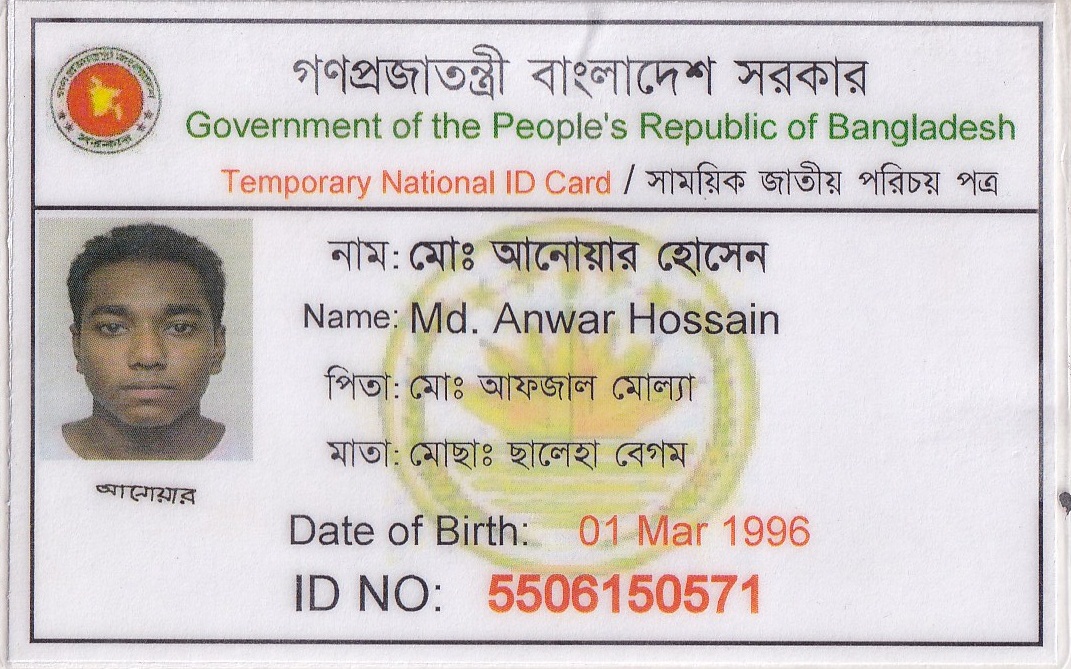 গণপ্রজাতন্ত্রী বাংলাদেশ সরকার
Government of the People's Republic of Bangladesh
Temporary National ID Card / সাময়িক জাতীয় পরিচয় পত্র
নাম: মোঃ আনোয়ার হোসেন
Name: Md. Anwar Hossain
পিতা: মোঃ আফজাল মোল্যা
মাতা: মোছাঃ ছালেহা বেগম
আনোয়ার
Date of Birth: 01 Mar 1996
ID NO: 5506150571